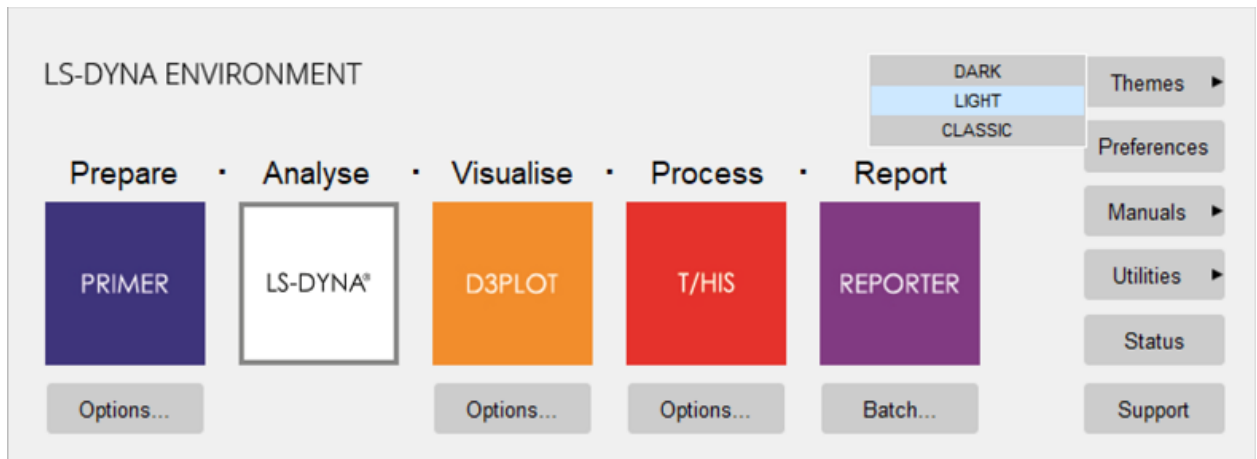 LS-DYNA ENVIRONMENT
DARK
LIGHT
CLASSIC
Themes
Preferences
Prepare · Analyse · Visualise · Process · Report
Manuals
PRIMER
LS-DYNA®
D3PLOT
T/HIS
REPORTER
Utilities
Status
Options...
Options...
Options...
Batch...
Support